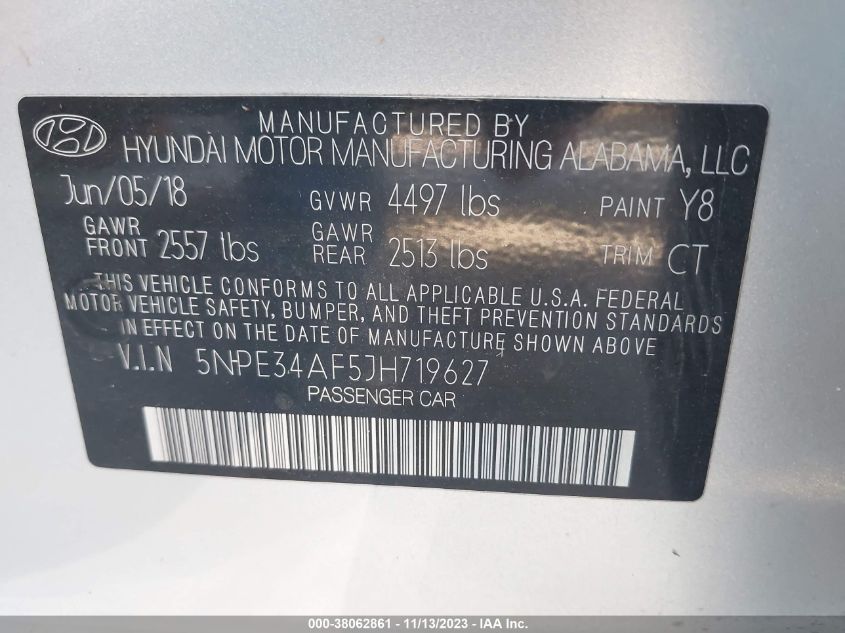 MANUFACTURED BY
HYUNDAI MOTOR MANUFACTURING ALABAMA, LLC
Jun/05/18 GVWR 4497 lbs PAINT Y8
GAWR FRONT 2557 lbs GAWR REAR 2513 lbs TRIM CT
THIS VEHICLE CONFORMS TO ALL APPLICABLE U.S.A. FEDERAL
MOTOR VEHICLE SAFETY, BUMPER, AND THEFT PREVENTION STANDARDS
IN EFFECT ON THE DATE OF MANUFACTURE SHOWN ABOVE
V.I.N 5NPE34AF5JH719627
PASSENGER CAR
000-38062861 - 11/13/2023 - IAA Inc.